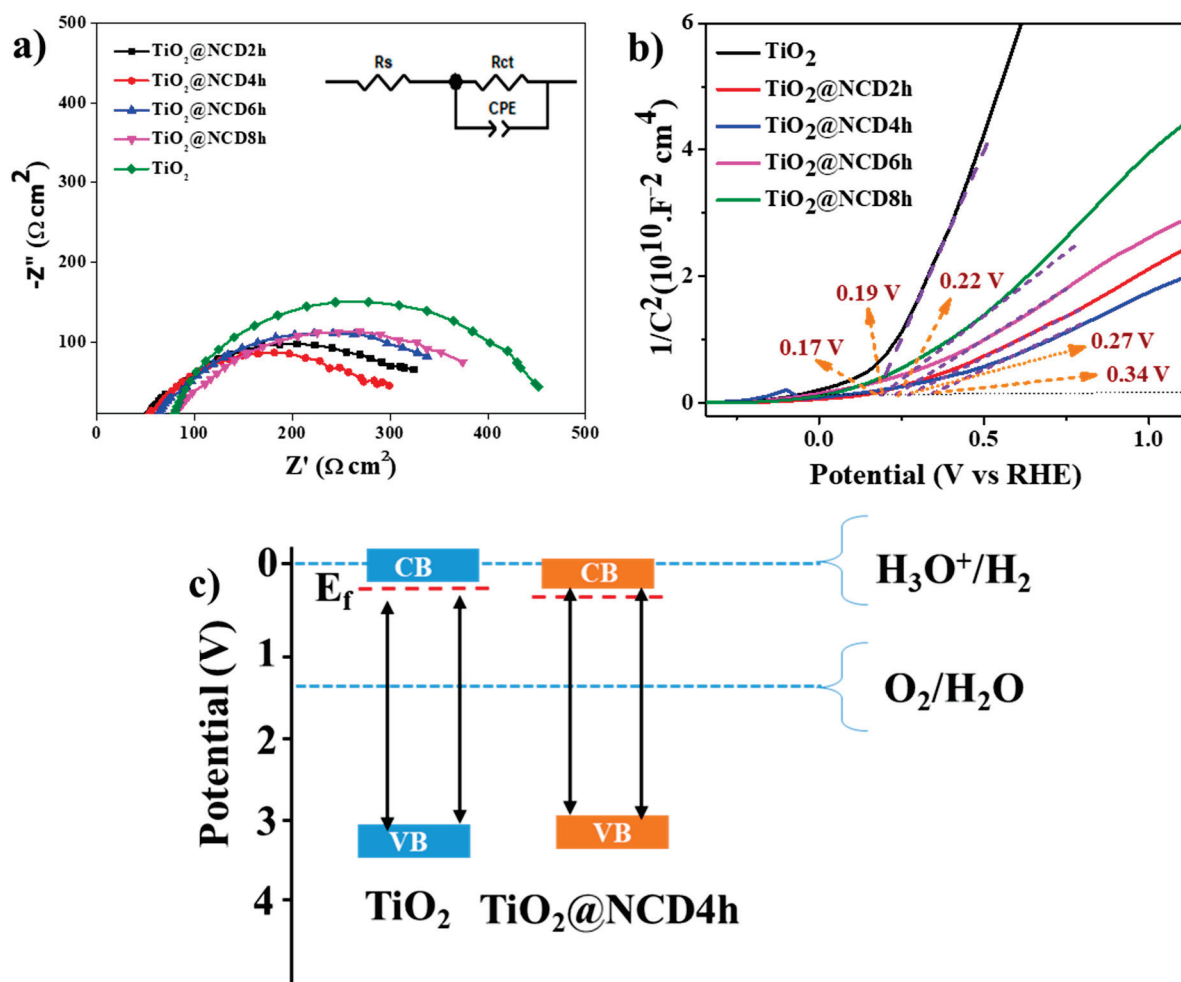 a)
500
400
300
200
100
-Z'' (Ω cm²)
TiO₂@NCD2h
TiO₂@NCD4h
TiO₂@NCD6h
TiO₂@NCD8h
TiO₂
Rs
Rct
CPE
0 100 200 300 400 500
Z' (Ω cm²)
b)
6
4
2
0
1/C² (10¹⁰.F⁻² cm⁴)
TiO₂
TiO₂@NCD2h
TiO₂@NCD4h
TiO₂@NCD6h
TiO₂@NCD8h
0.19 V
0.22 V
0.17 V
0.27 V
0.34 V
0.0 0.5 1.0
Potential (V vs RHE)
c)
0
1
2
3
4
Potential (V)
E_f
CB
CB
H₃O⁺/H₂
O₂/H₂O
VB
VB
TiO₂
TiO₂@NCD4h